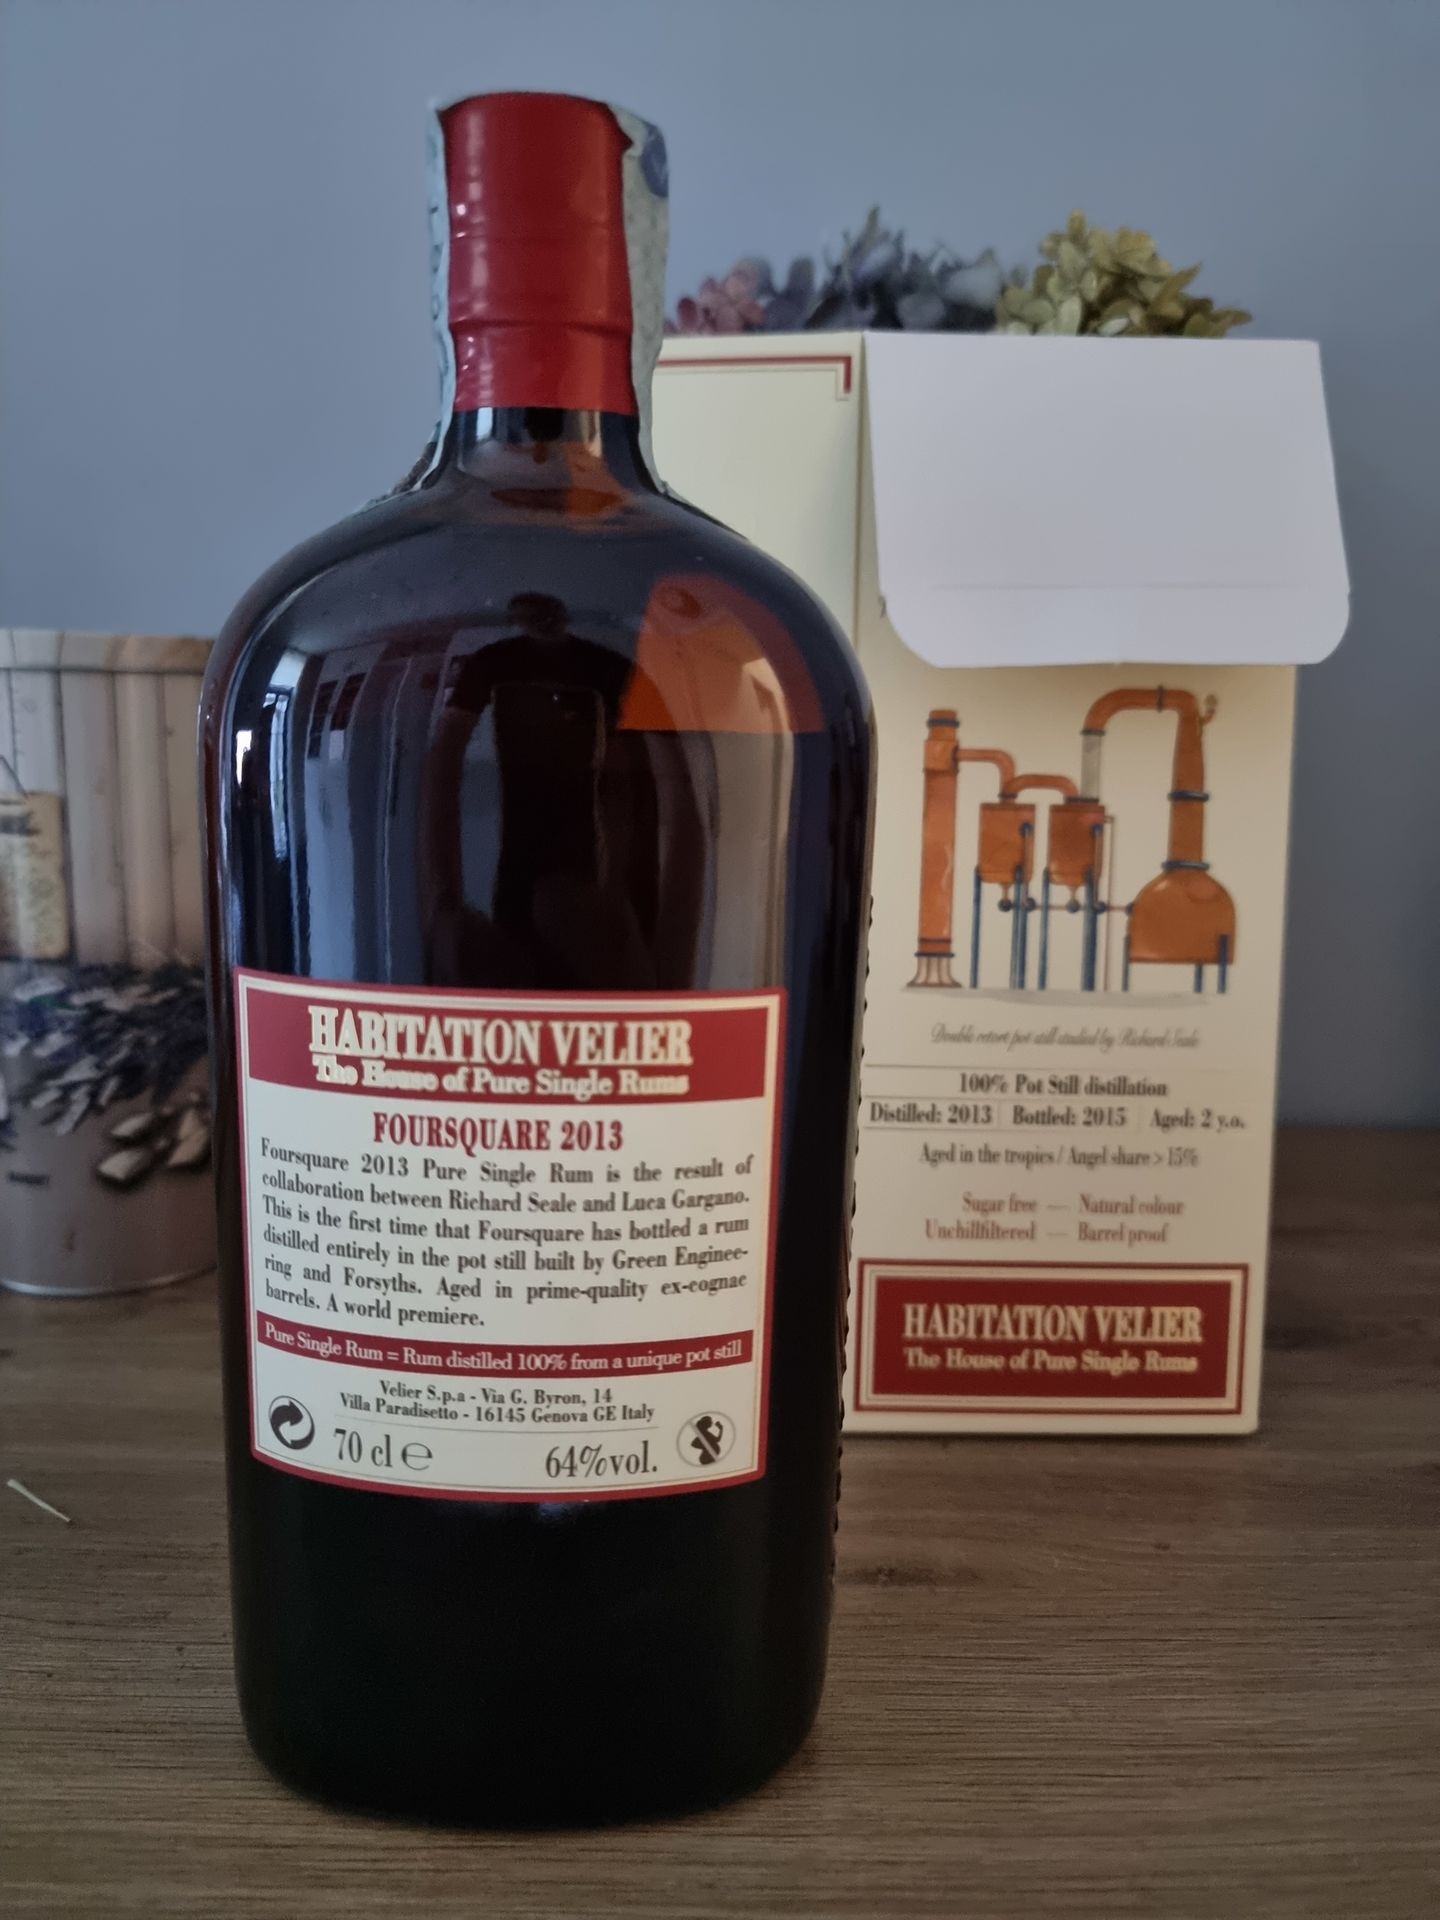 HABITATION VELIER
The House of Pure Single Rums
FOURSQUARE 2013
Foursquare 2013 Pure Single Rum is the result of
collaboration between Richard Seale and Luca Gargano.
This is the first time that Foursquare has bottled a rum
distilled entirely in the pot still built by Green Enginee-
ring and Forsyths. Aged in prime-quality ex-cognac
barrels. A world premiere.
Pure Single Rum = Rum distilled 100% from a unique pot still
Velier S.p.a - Via G. Byron, 14
Villa Paradisetto - 16145 Genova GE Italy
70 cl ℮ 64%vol.
Double retort pot still studied by Richard Seale
100% Pot Still distillation
Distilled: 2013 Bottled: 2015 Aged: 2 y.o.
Aged in the tropics / Angel share > 15%
Sugar free — Natural colour
Unchillfiltered — Barrel proof
HABITATION VELIER
The House of Pure Single Rums